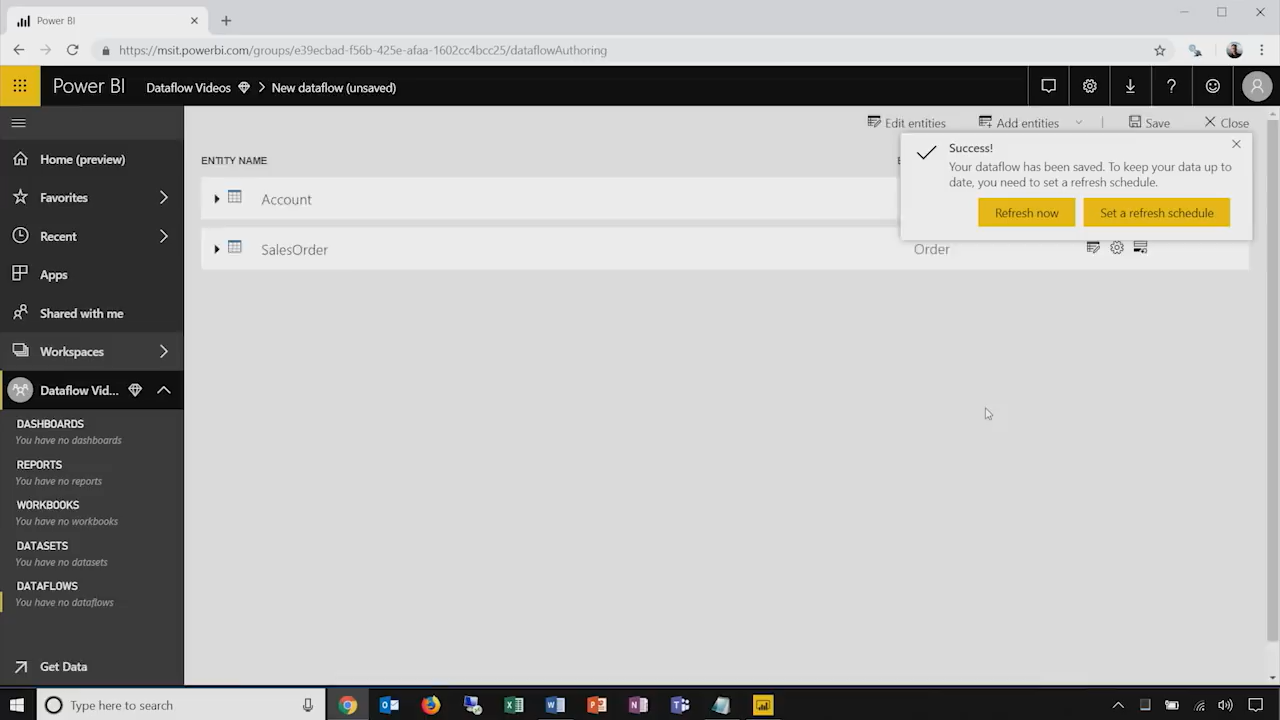 Power BI
https://msit.powerbi.com/groups/e39ecbad-f56b-425e-afaa-1602cc4bcc25/dataflowAuthoring
Power BI
Dataflow Videos
New dataflow (unsaved)
Edit entities
Add entities
Save
Close
Home (preview)
Favorites
Recent
Apps
Shared with me
Workspaces
Dataflow Vid...
DASHBOARDS
You have no dashboards
REPORTS
You have no reports
WORKBOOKS
You have no workbooks
DATASETS
You have no datasets
DATAFLOWS
You have no dataflows
Get Data
ENTITY NAME
Account
SalesOrder
Order
Success!
Your dataflow has been saved. To keep your data up to
date, you need to set a refresh schedule.
Refresh now
Set a refresh schedule
Type here to search